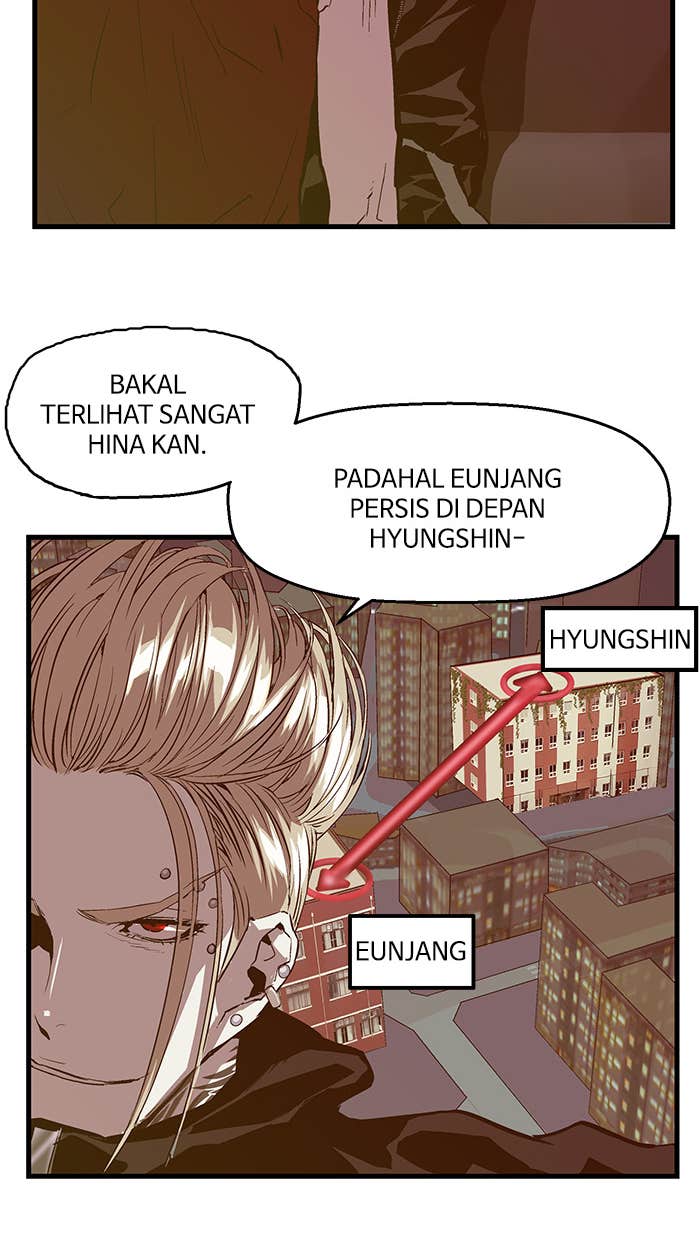 BAKAL
TERLIHAT SANGAT
HINA KAN.
PADAHAL EUNJANG
PERSIS DI DEPAN
HYUNGSHIN-
HYUNGSHIN
EUNJANG